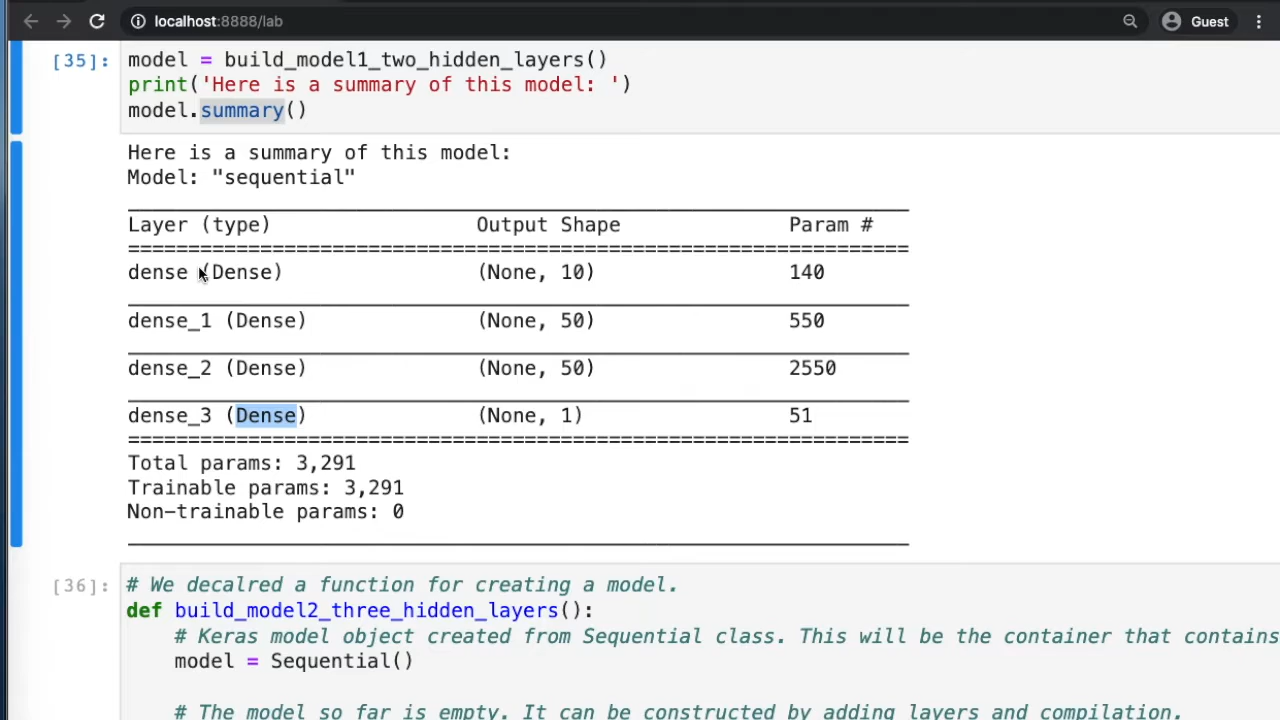 localhost:8888/lab
Guest
[35]: model = build_model1_two_hidden_layers()
print('Here is a summary of this model: ')
model.summary()
Here is a summary of this model:
Model: "sequential"
Layer (type) Output Shape Param #
=================================================================
dense (Dense) (None, 10) 140
dense_1 (Dense) (None, 50) 550
dense_2 (Dense) (None, 50) 2550
dense_3 (Dense) (None, 1) 51
=================================================================
Total params: 3,291
Trainable params: 3,291
Non-trainable params: 0
[36]: # We decalred a function for creating a model.
def build_model2_three_hidden_layers():
# Keras model object created from Sequential class. This will be the container that contains
model = Sequential()
# The model so far is empty. It can be constructed by adding layers and compilation.